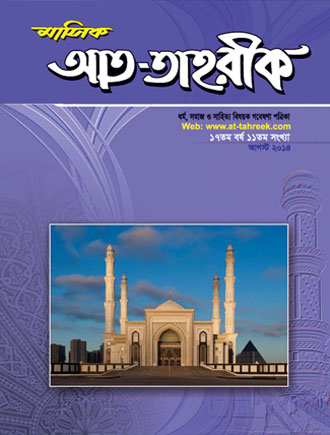 মাসিক
আত-তাহরীক
ধর্ম, সমাজ ও সাহিত্য বিষয়ক গবেষণা পত্রিকা
Web: www.at-tahreek.com
১৭তম বর্ষ ১১তম সংখ্যা
আগস্ট ২০১৪